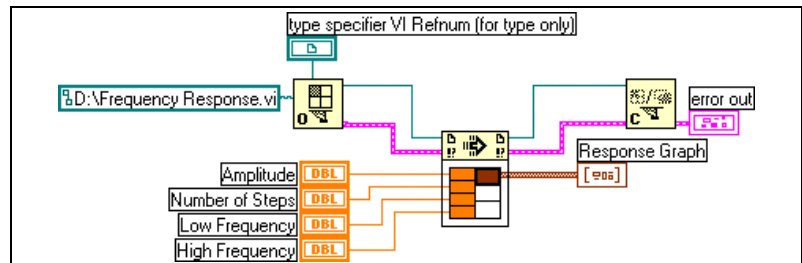 type specifier VI Refnum (for type only)
D:\Frequency Response.vi
O
C
error out
!? !?
Response Graph
Amplitude DBL
Number of Steps DBL
Low Frequency DBL
High Frequency DBL